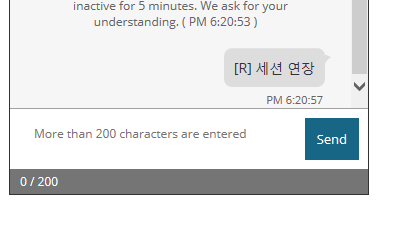 inactive for 5 minutes. We ask for your
understanding. ( PM 6:20:53 )
[R] 세션 연장
PM 6:20:57
More than 200 characters are entered
Send
0 / 200